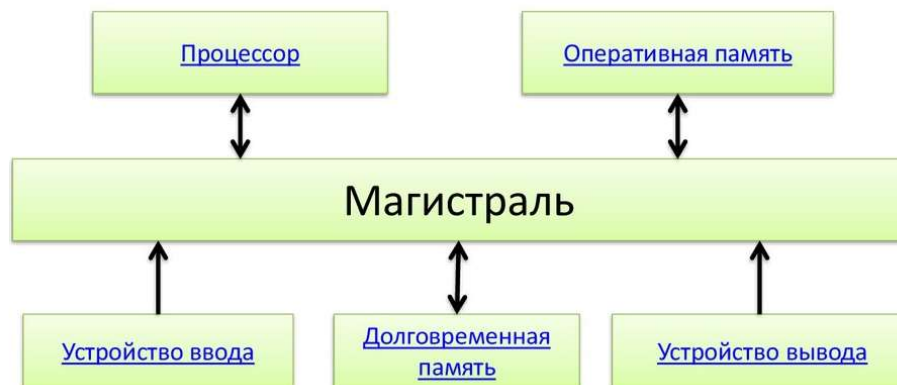 Процессор
Оперативная память
Магистраль
Устройство ввода
Долговременная
память
Устройство вывода